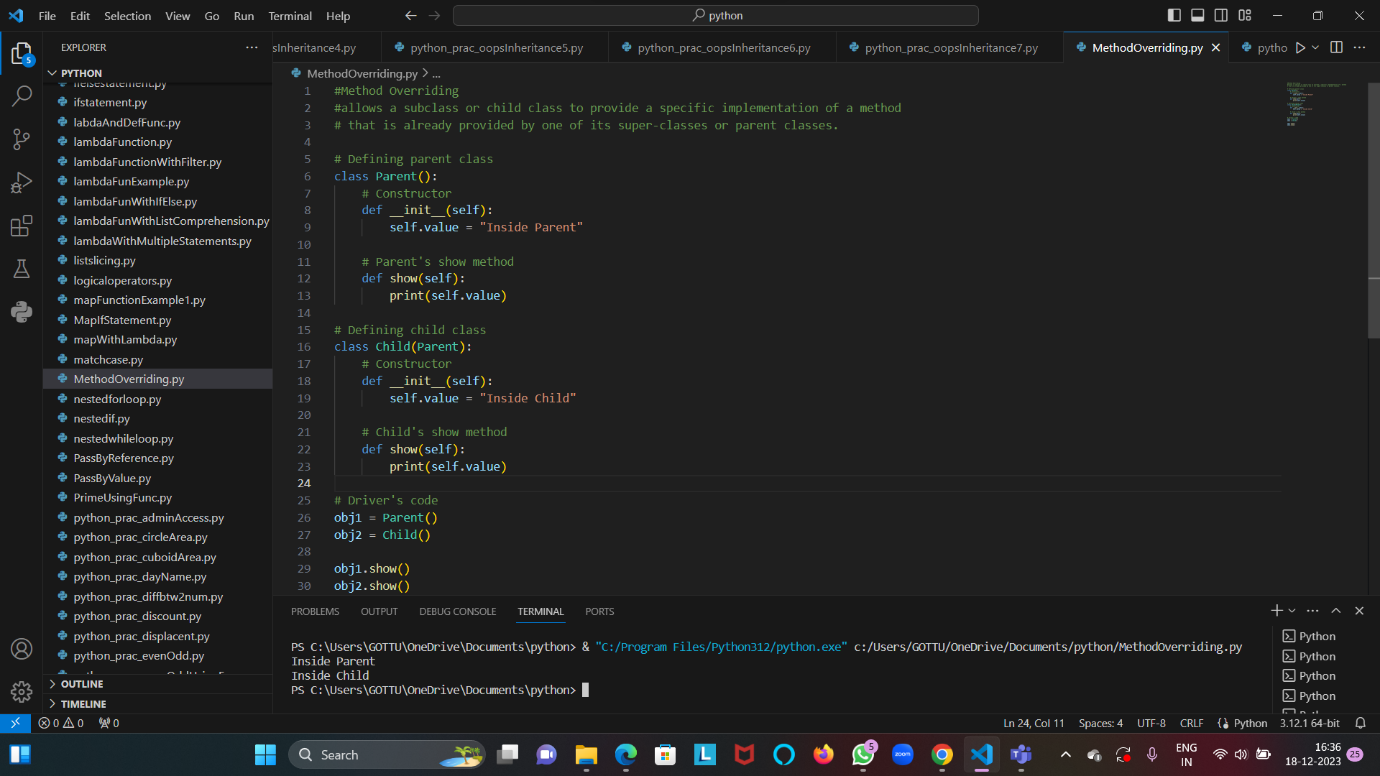 File Edit Selection View Go Run Terminal Help
python
EXPLORER
sInheritance4.py
python_prac_oopsInheritance5.py
python_prac_oopsInheritance6.py
python_prac_oopsInheritance7.py
MethodOverriding.py
pytho
5
PYTHON
ifelsestatement.py
ifstatement.py
labdaAndDefFunc.py
lambdaFunction.py
lambdaFunctionWithFilter.py
lambdaFunExample.py
lambdaFunWithIfElse.py
lambdaFunWithListComprehension.py
lambdaWithMultipleStatements.py
listslicing.py
logicaloperators.py
mapFunctionExample1.py
MapIfStatement.py
mapWithLambda.py
matchcase.py
MethodOverriding.py
nestedforloop.py
nestedif.py
nestedwhileloop.py
PassByReference.py
PassByValue.py
PrimeUsingFunc.py
python_prac_adminAccess.py
python_prac_circleArea.py
python_prac_cuboidArea.py
python_prac_dayName.py
python_prac_diffbtw2num.py
python_prac_discount.py
python_prac_displacent.py
python_prac_evenOdd.py
OUTLINE
TIMELINE
MethodOverriding.py > ...
1 #Method Overriding
2 #allows a subclass or child class to provide a specific implementation of a method
3 # that is already provided by one of its super-classes or parent classes.
4
5 # Defining parent class
6 class Parent():
7 # Constructor
8 def __init__(self):
9 self.value = "Inside Parent"
10
11 # Parent's show method
12 def show(self):
13 print(self.value)
14
15 # Defining child class
16 class Child(Parent):
17 # Constructor
18 def __init__(self):
19 self.value = "Inside Child"
20
21 # Child's show method
22 def show(self):
23 print(self.value)
24
25 # Driver's code
26 obj1 = Parent()
27 obj2 = Child()
28
29 obj1.show()
30 obj2.show()
PROBLEMS OUTPUT DEBUG CONSOLE TERMINAL PORTS
PS C:\Users\GOTTU\OneDrive\Documents\python> & "C:/Program Files/Python312/python.exe" c:/Users/GOTTU/OneDrive/Documents/python/MethodOverriding.py
Inside Parent
Inside Child
PS C:\Users\GOTTU\OneDrive\Documents\python>
Python
Python
Python
Python
0 0 0
Ln 24, Col 11 Spaces: 4 UTF-8 CRLF Python 3.12.1 64-bit
Search
L
5
zoom
ENG
IN
16:36
18-12-2023
25